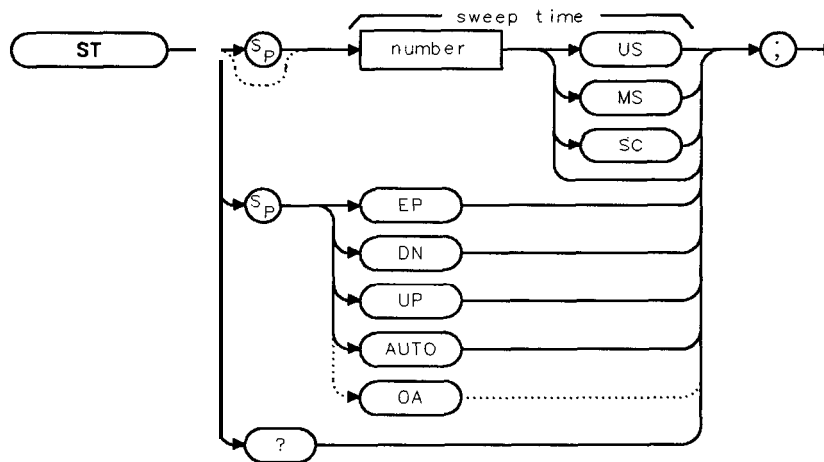 sweep time
ST SP number US ;
MS
SC
SP EP
DN
UP
AUTO
OA
?